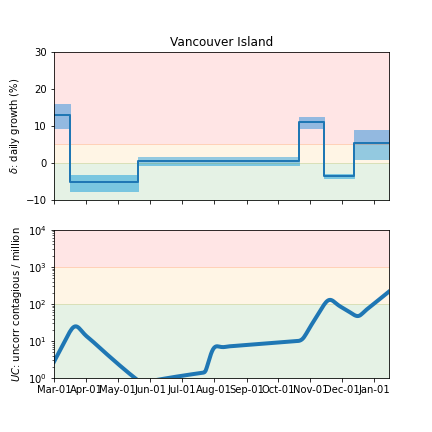 Vancouver Island
30
20
10
0
−10
δ: daily growth (%)
10⁴
10³
10²
10¹
10⁰
UC: uncorr contagious / million
Mar-01 Apr-01 May-01 Jun-01 Jul-01 Aug-01 Sep-01 Oct-01 Nov-01 Dec-01 Jan-01